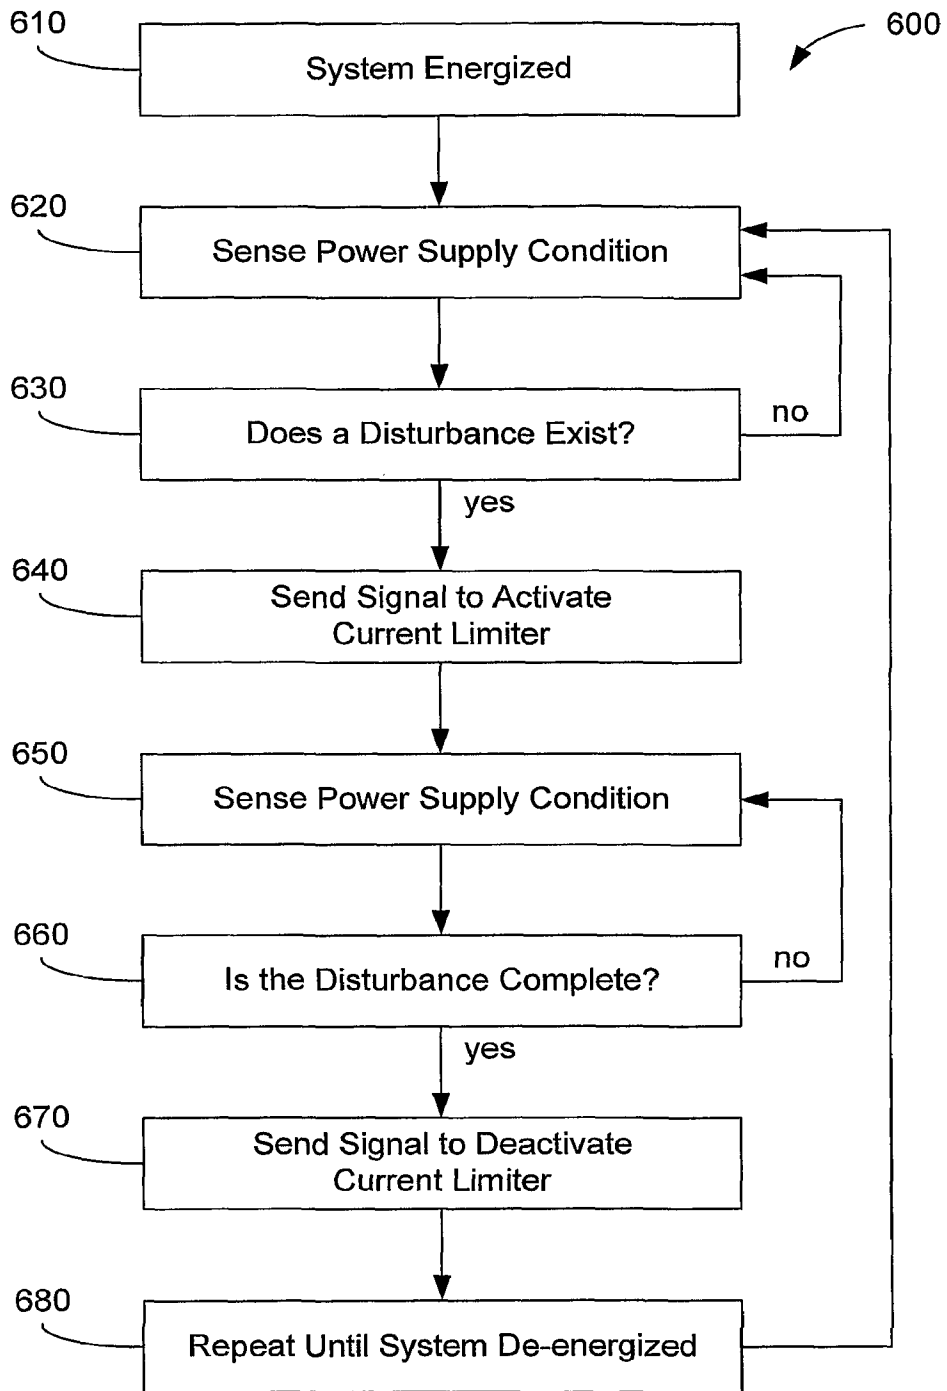 610
600
System Energized
620
Sense Power Supply Condition
630
Does a Disturbance Exist?
no
yes
640
Send Signal to Activate
Current Limiter
650
Sense Power Supply Condition
660
Is the Disturbance Complete?
no
yes
670
Send Signal to Deactivate
Current Limiter
680
Repeat Until System De-energized